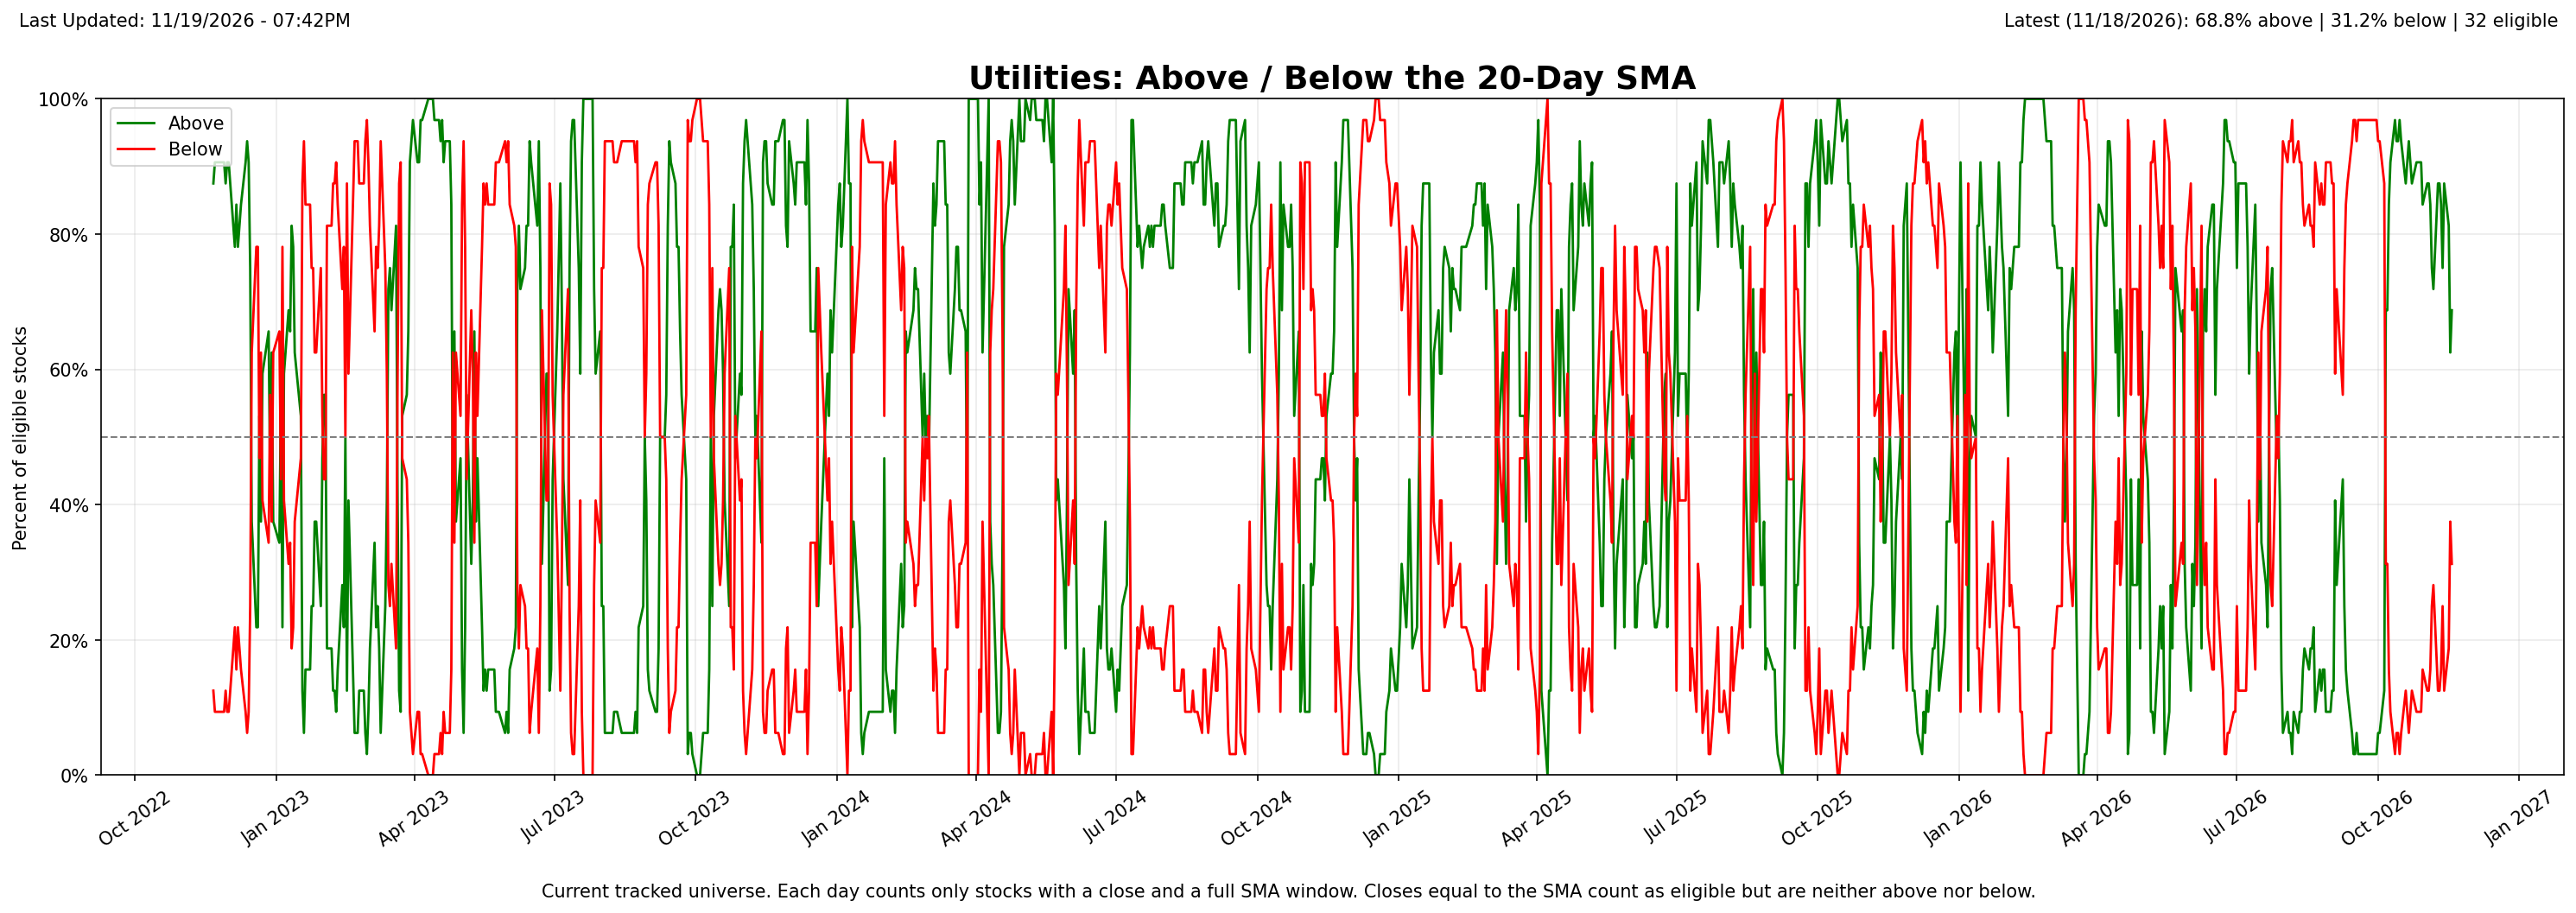 Last Updated: 11/19/2026 - 07:42PM
Latest (11/18/2026): 68.8% above | 31.2% below | 32 eligible
Utilities: Above / Below the 20-Day SMA
Above
Below
Percent of eligible stocks
100%
80%
60%
40%
20%
0%
Oct 2022
Jan 2023
Apr 2023
Jul 2023
Oct 2023
Jan 2024
Apr 2024
Jul 2024
Oct 2024
Jan 2025
Apr 2025
Jul 2025
Oct 2025
Jan 2026
Apr 2026
Jul 2026
Oct 2026
Jan 2027
Current tracked universe. Each day counts only stocks with a close and a full SMA window. Closes equal to the SMA count as eligible but are neither above nor below.